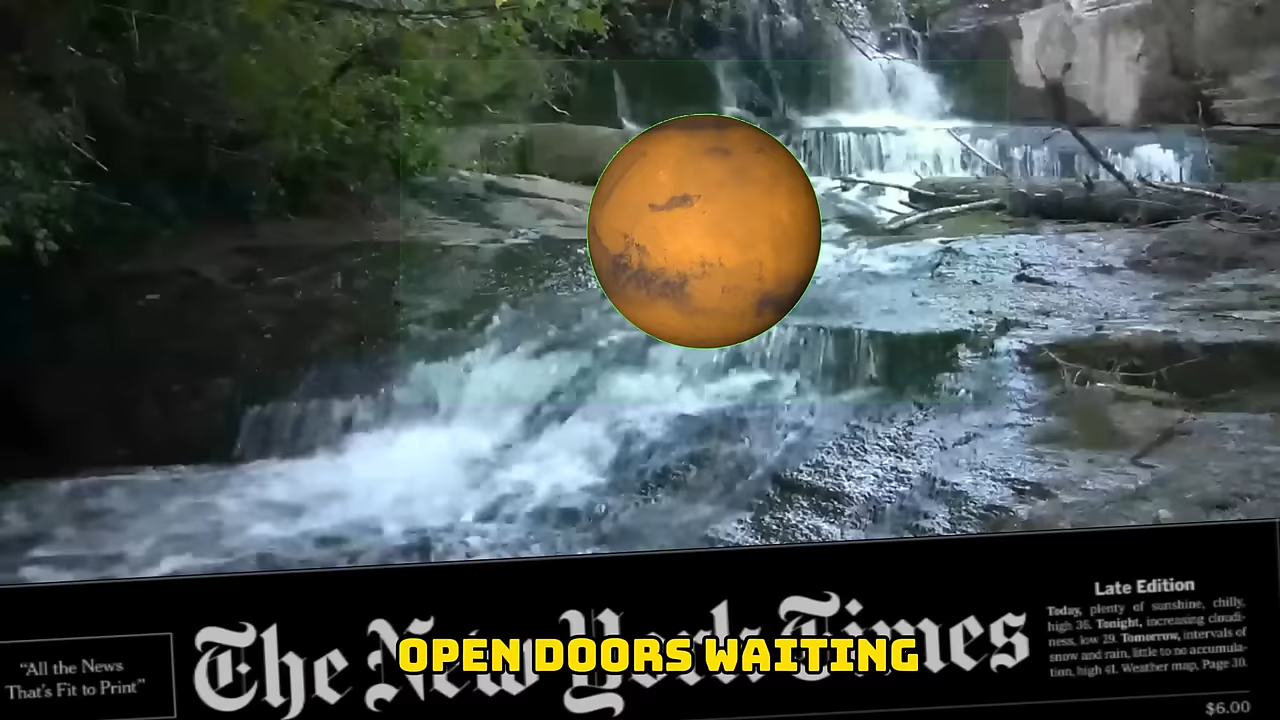 Late Edition
Today, plenty of sunshine, chilly,
high 36. Tonight, increasing cloudi-
ness, low 29. Tomorrow, intervals of
snow and rain, little to no accumula-
tion, high 41. Weather map, Page 30.
$6.00
“All the News
That’s Fit to Print”
The New York Times
OPEN DOORS WAITING